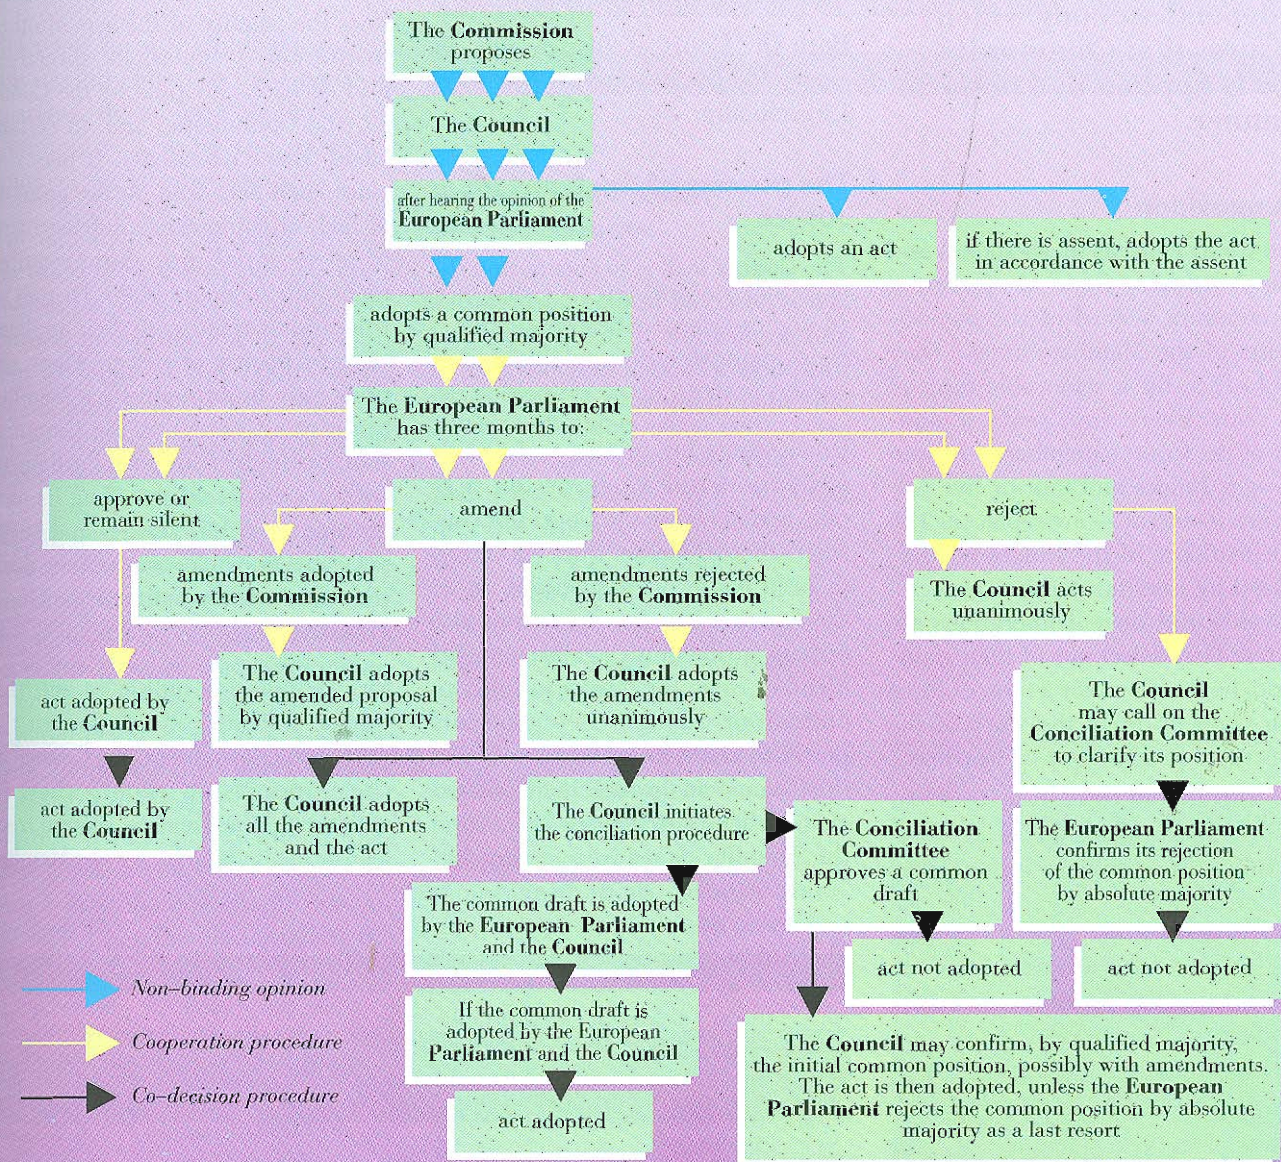 The Commission
proposes
The Council
after hearing the opinion of the
European Parliament
adopts an act
if there is assent, adopts the act
in accordance with the assent
adopts a common position
by qualified majority
The European Parliament
has three months to:
approve or
remain silent
amend
reject
amendments adopted
by the Commission
amendments rejected
by the Commission
The Council acts
unanimously
act adopted by
the Council
The Council adopts
the amended proposal
by qualified majority
The Council adopts
the amendments
unanimously
The Council
may call on the
Conciliation Committee
to clarify its position
act adopted by
the Council
The Council adopts
all the amendments
and the act
The Council initiates
the conciliation procedure
The Conciliation
Committee
approves a common
draft
The European Parliament
confirms its rejection
of the common position
by absolute majority
The common draft is adopted
by the European Parliament
and the Council
act not adopted
act not adopted
If the common draft is
adopted by the European
Parliament and the Council
act adopted
The Council may confirm, by qualified majority,
the initial common position, possibly with amendments.
The act is then adopted, unless the European
Parliament rejects the common position by absolute
majority as a last resort
Non-binding opinion
Cooperation procedure
Co-decision procedure